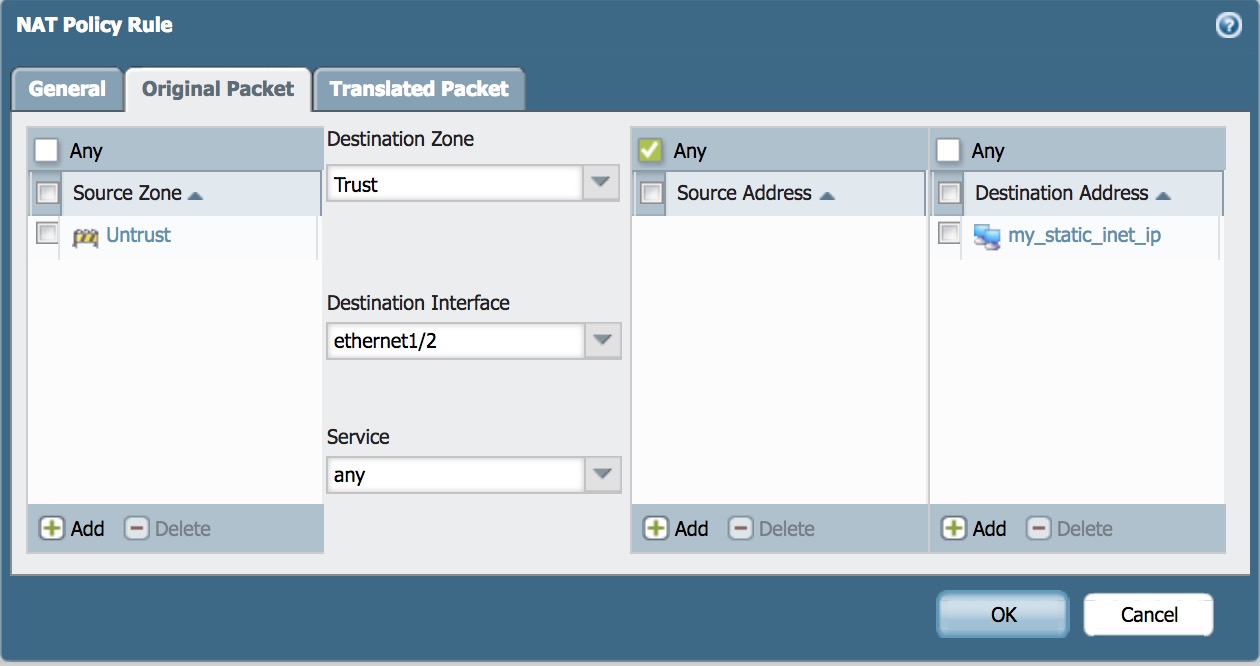 NAT Policy Rule
General
Original Packet
Translated Packet
Any
Source Zone
Untrust
Add
Delete
Destination Zone
Trust
Destination Interface
ethernet1/2
Service
any
Any
Source Address
Add
Delete
Any
Destination Address
my_static_inet_ip
Add
Delete
OK
Cancel